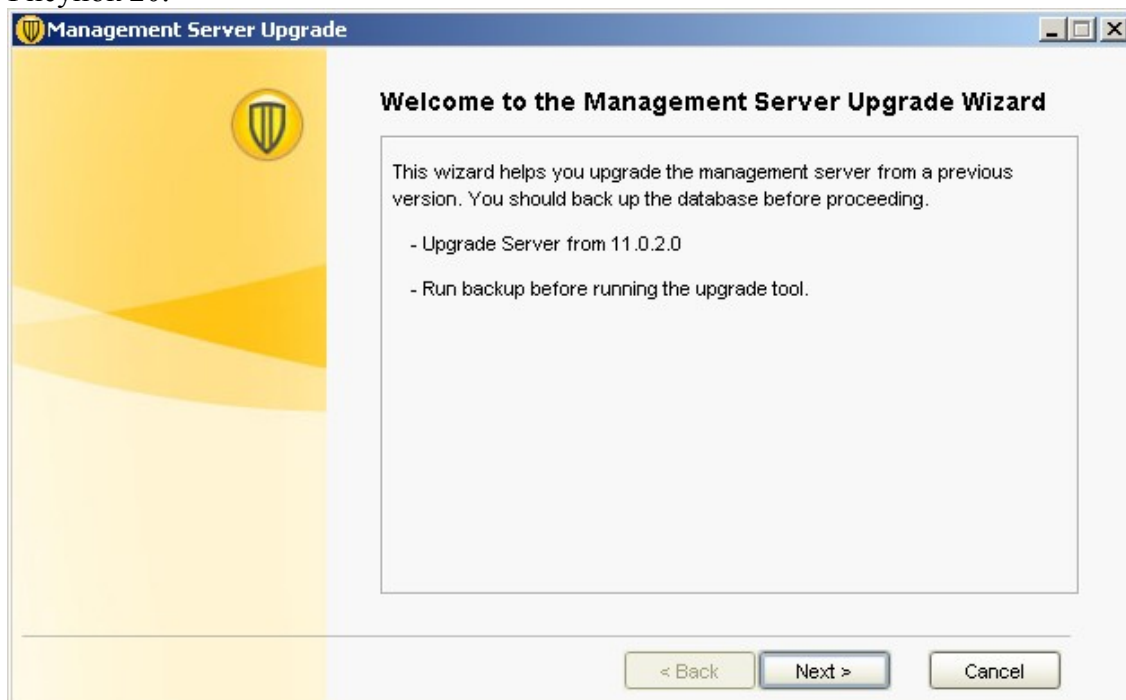 Management Server Upgrade
Welcome to the Management Server Upgrade Wizard
This wizard helps you upgrade the management server from a previous
version. You should back up the database before proceeding.
- Upgrade Server from 11.0.2.0
- Run backup before running the upgrade tool.
< Back
Next >
Cancel